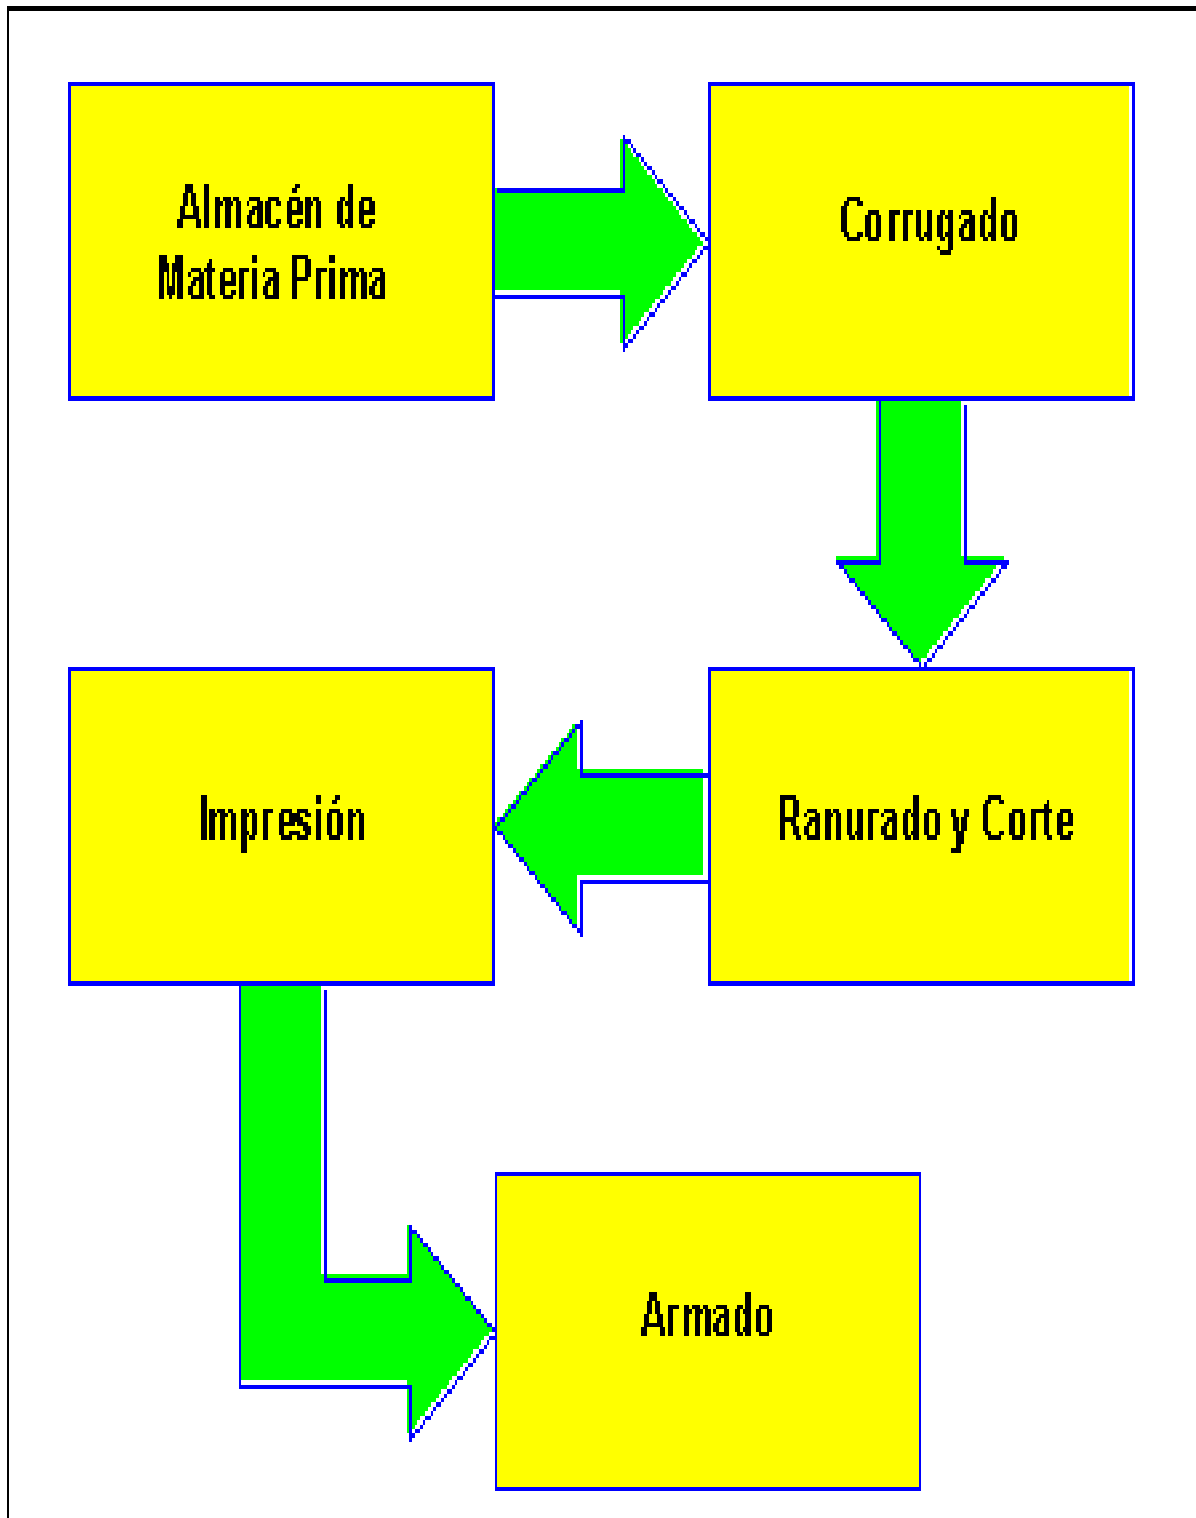 Almacén de
Materia Prima
Corrugado
Ranurado y Corte
Impresión
Armado